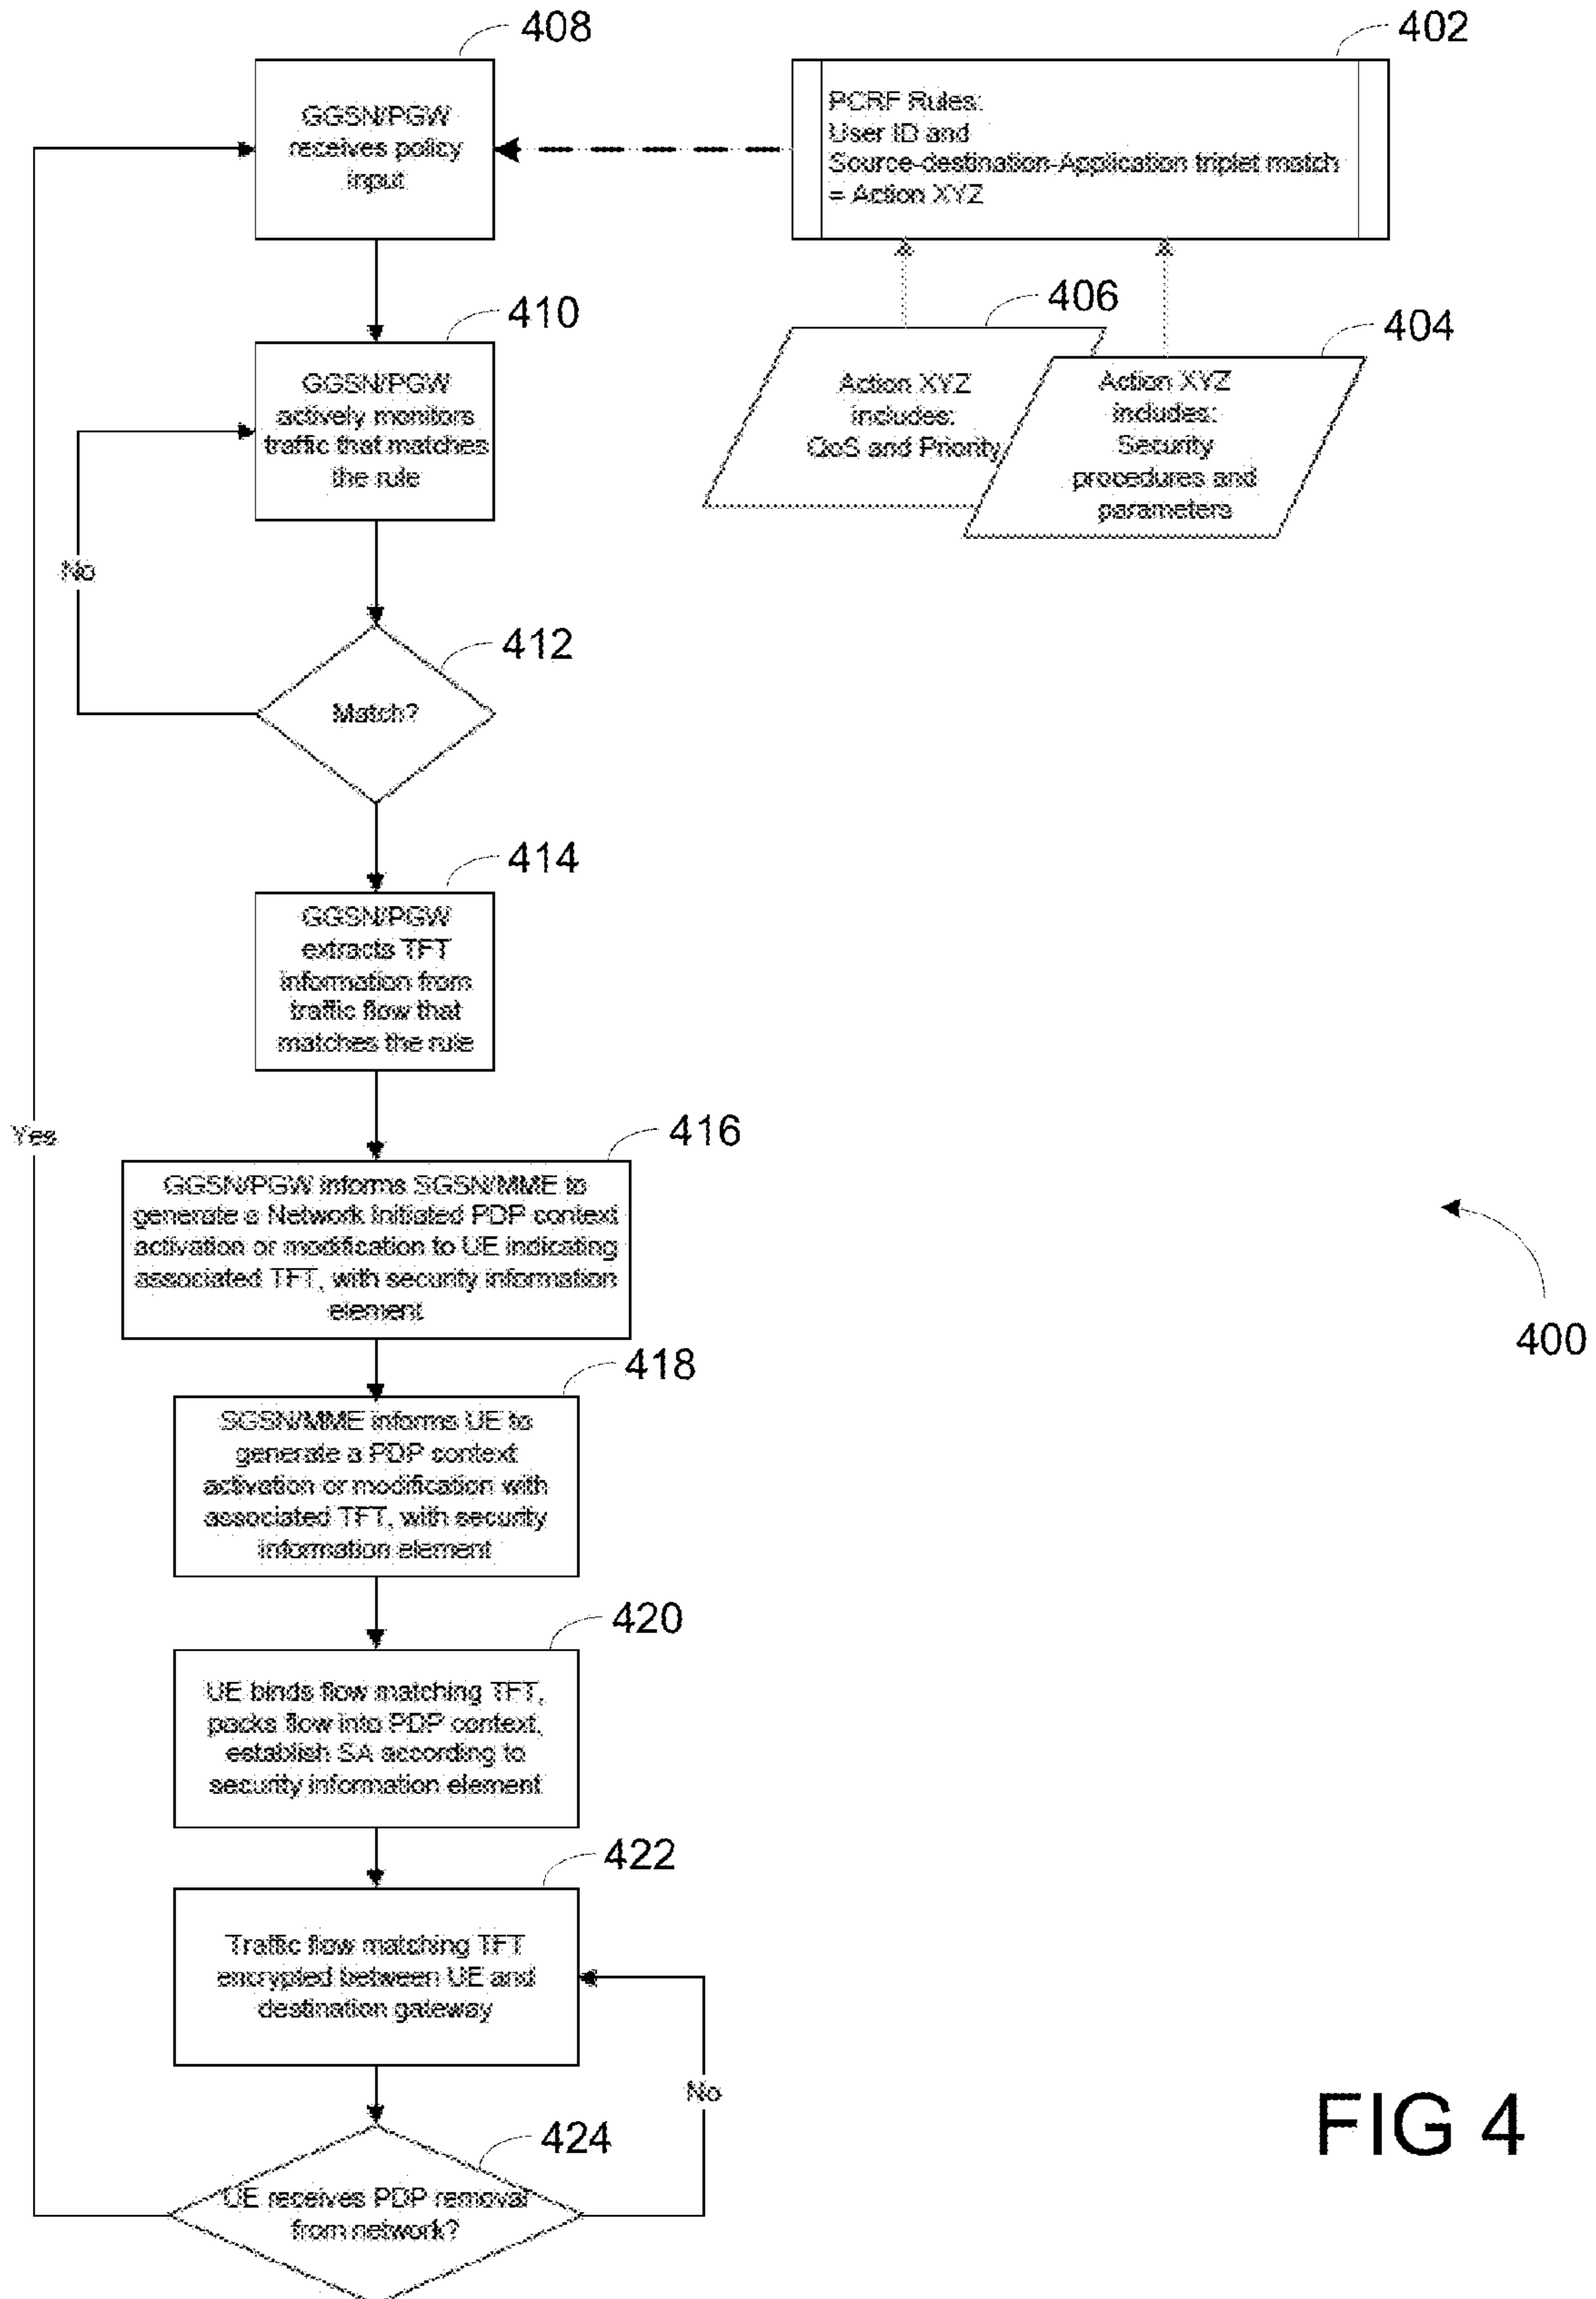 408
402
GGSN/PGW
receives policy
input
PCRF Rules:
User ID and
Source-destination-Application triplet match
= Action XYZ
406
404
410
GGSN/PGW
actively monitors
traffic that matches
the rule
Action XYZ
includes:
QoS and Priority
Action XYZ
includes:
Security
procedures and
parameters
No
412
Match?
414
GGSN/PGW
extracts TFT
information from
traffic flow that
matches the rule
Yes
416
GGSN/PGW informs SGSN/MME to
generate a Network Initiated PDP context
activation or modification to UE indicating
associated TFT, with security information
element
400
418
SGSN/MME informs UE to
generate a PDP context
activation or modification with
associated TFT, with security
information element
420
UE binds flow matching TFT,
packs flow into PDP context,
establish SA according to
security information element
422
Traffic flow matching TFT
encrypted between UE and
destination gateway
No
424
UE receives PDP removal
from network?
FIG 4